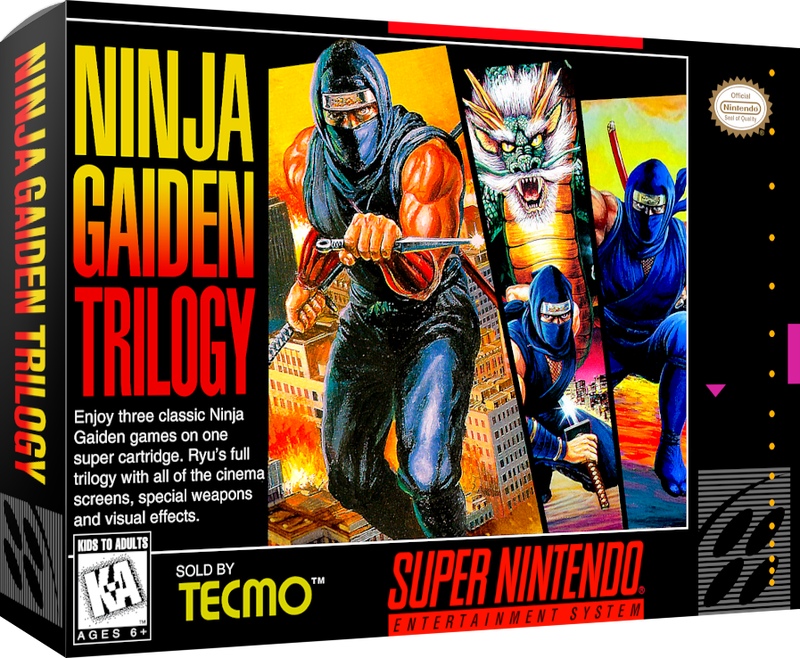 NINJA GAIDEN TRILOGY
NINJA
GAIDEN
TRILOGY
Enjoy three classic Ninja
Gaiden games on one
super cartridge. Ryu's full
trilogy with all of the cinema
screens, special weapons
and visual effects.
KIDS TO ADULTS
K-A
™
AGES 6+
SOLD BY
TECMO™
SUPER NINTENDO®
ENTERTAINMENT SYSTEM
Official
Nintendo
Seal of Quality